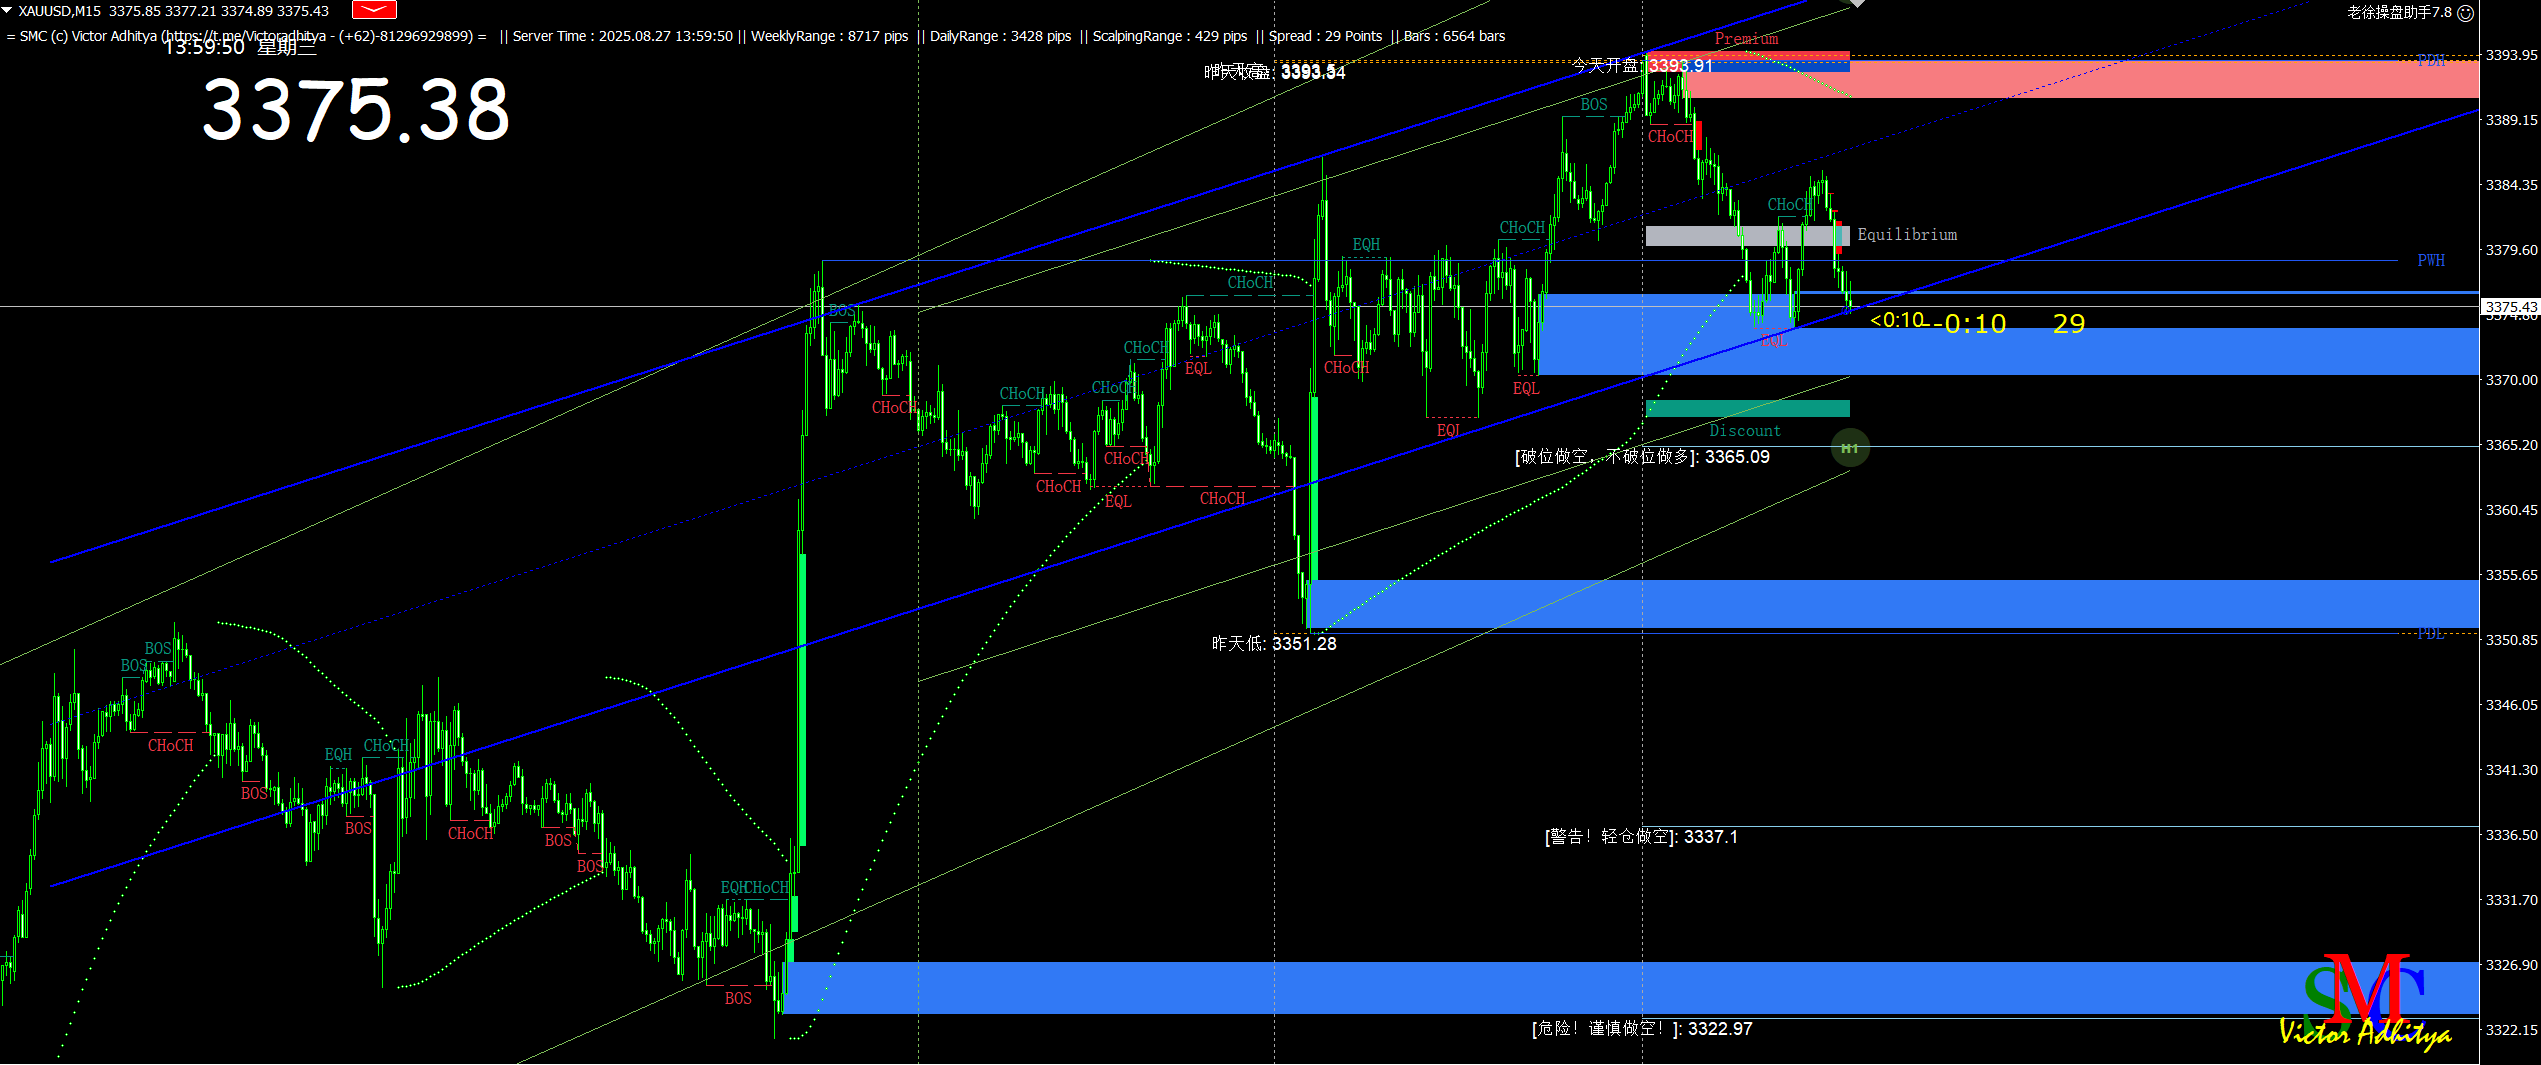 XAUUSD,M15 3375.85 3377.21 3374.89 3375.43
老徐操盘助手7.8
= SMC (c) Victor Adhitya (https://t.me/Victoradhitya - (+62)-81296929899) = || Server Time : 2025.08.27 13:59:50 || WeeklyRange : 8717 pips || DailyRange : 3428 pips || ScalpingRange : 429 pips || Spread : 29 Points || Bars : 6564 bars
13:59:50 星期三
3375.38
Premium
今天开盘: 3393.91
PDH
3393.95
BOS
3389.15
CHoCH
3384.35
CHoCH
CHoCH
Equilibrium
EQH
3379.60
PWH
CHoCH
BOS
3375.43
3374.80
<0:10
--0:10 29
EQL
CHoCH
EQL
CHoCH
3370.00
CHoCH
CHoCH
EQL
CHoCH
Discount
H1
3365.20
[破位做空，不破位做多]: 3365.09
CHoCH
CHoCH
EQL
CHoCH
3360.45
3355.65
昨天低: 3351.28
PDL
3350.85
BOS
BOS
3346.05
CHoCH
EQH
CHoCH
3341.30
BOS
BOS
CHoCH
BOS
BOS
3336.50
[警告！轻仓做空]: 3337.1
EQH
CHoCH
3331.70
3326.90
BOS
[危险！谨慎做空！]: 3322.97
3322.15
SMC
Victor Adhitya